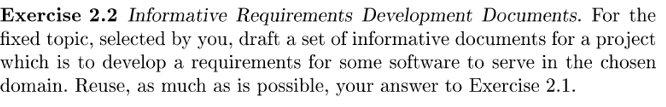 Exercise 2.2 Informative Requirements Development Documents. For the
fixed topic, selected by you, draft a set of informative documents for a project
which is to develop a requirements for some software to serve in the chosen
domain. Reuse, as much as is possible, your answer to Exercise 2.1.